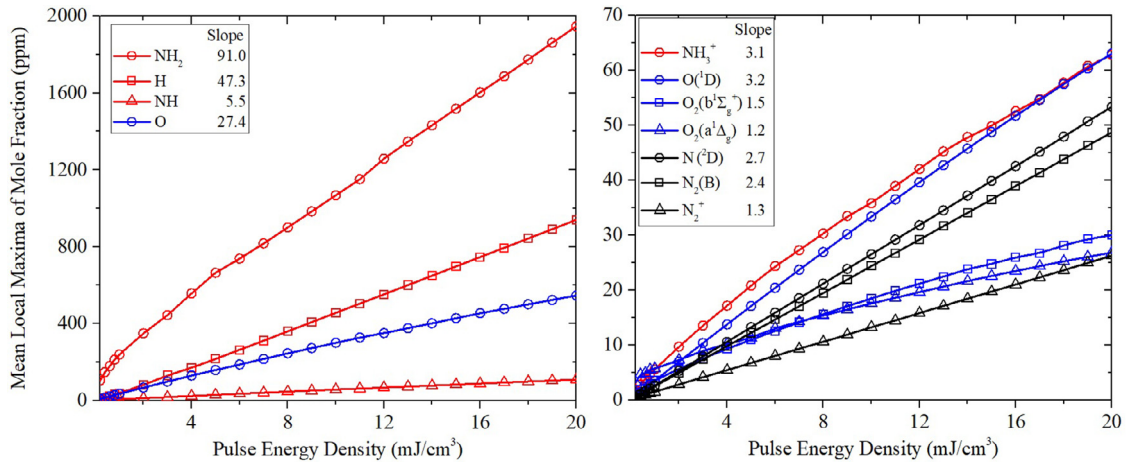 Mean Local Maxima of Mole Fraction (ppm)
2000
1600
1200
800
400
0
0 4 8 12 16 20
Pulse Energy Density (mJ/cm³)
Slope
NH₂ 91.0
H 47.3
NH 5.5
O 27.4
70
60
50
40
30
20
10
0
0 4 8 12 16 20
Pulse Energy Density (mJ/cm³)
Slope
NH₃⁺ 3.1
O(¹D) 3.2
O₂(b¹Σg⁺) 1.5
O₂(a¹Δg) 1.2
N(²D) 2.7
N₂(B) 2.4
N₂⁺ 1.3